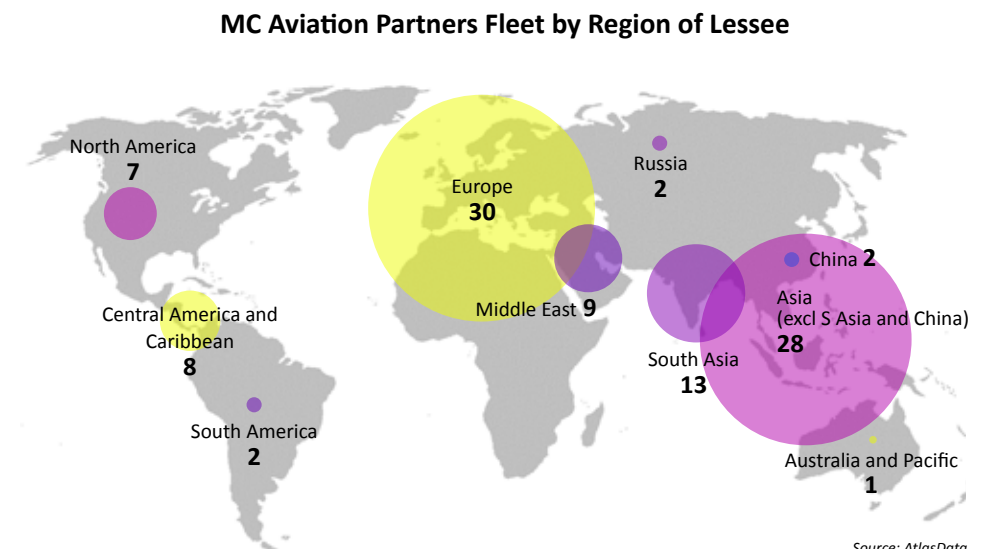 MC Aviation Partners Fleet by Region of Lessee
North America
7
Europe
30
Russia
2
China 2
Asia
(excl S Asia and China)
28
Middle East 9
Central America and
Caribbean
8
South Asia
13
South America
2
Australia and Pacific
1
Source: AtlasData